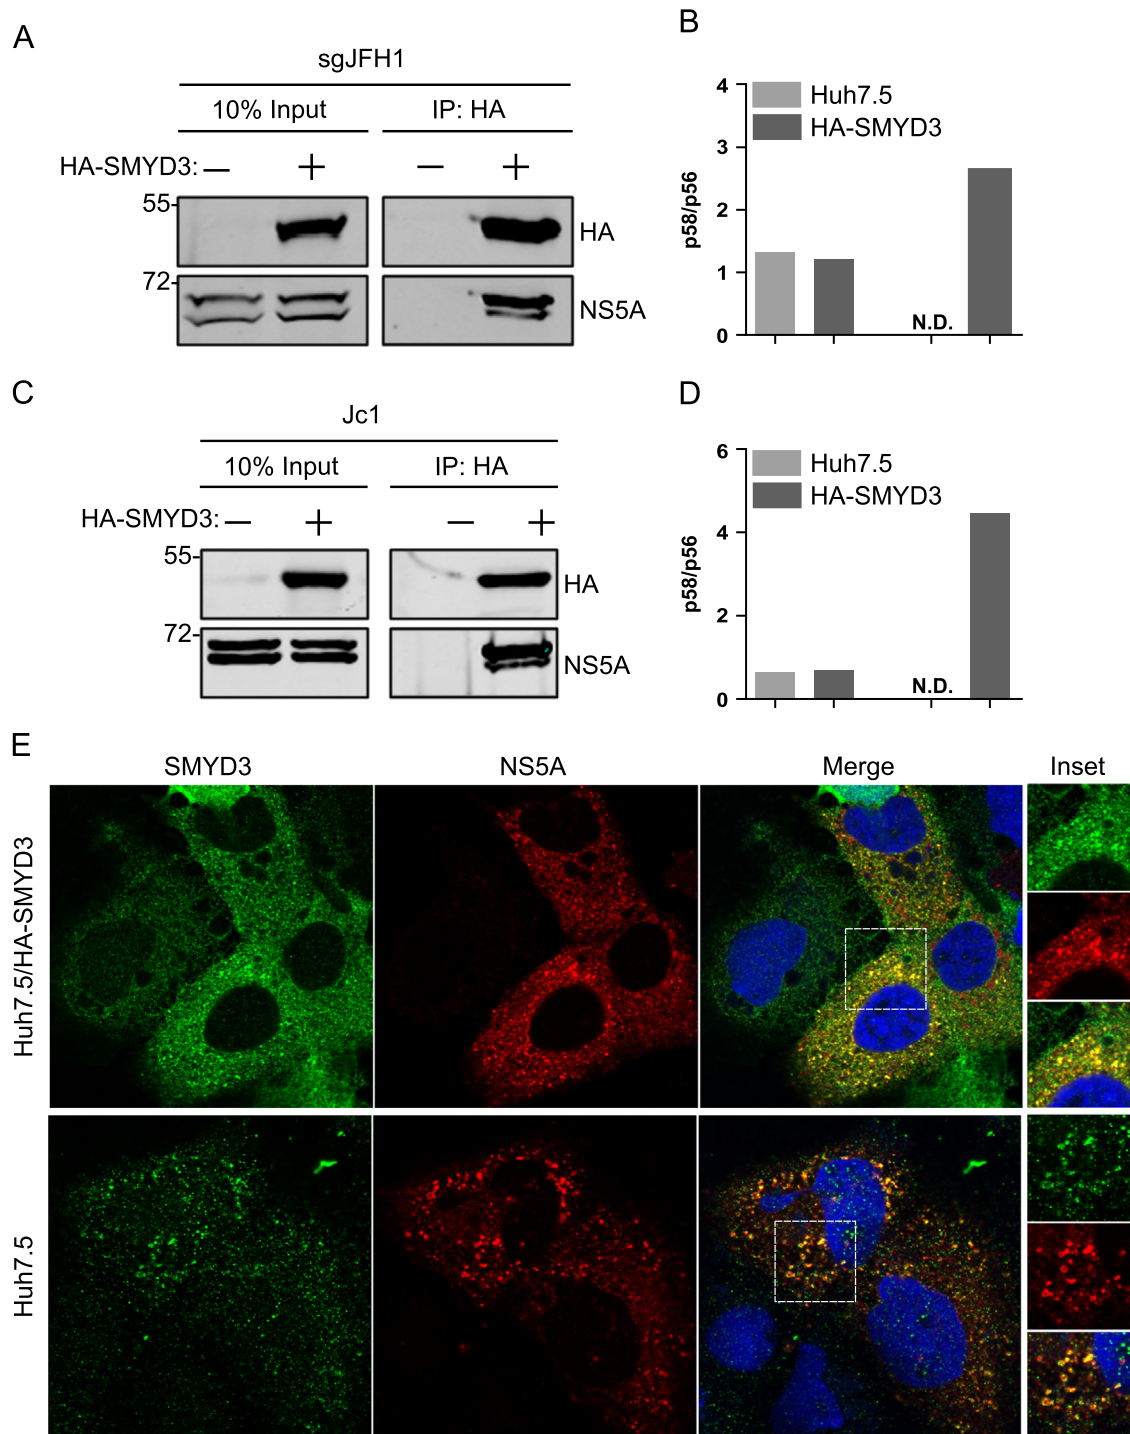 A
sgJFH1
10% Input IP: HA
HA-SMYD3: – + – +
55- HA
72- NS5A
B
4
3
2
1
0
p58/p56
Huh7.5
HA-SMYD3
N.D.
C
Jc1
10% Input IP: HA
HA-SMYD3: – + – +
55- HA
72- NS5A
D
6
4
2
0
p58/p56
Huh7.5
HA-SMYD3
N.D.
E
SMYD3 NS5A Merge Inset
Huh7.5/HA-SMYD3
Huh7.5